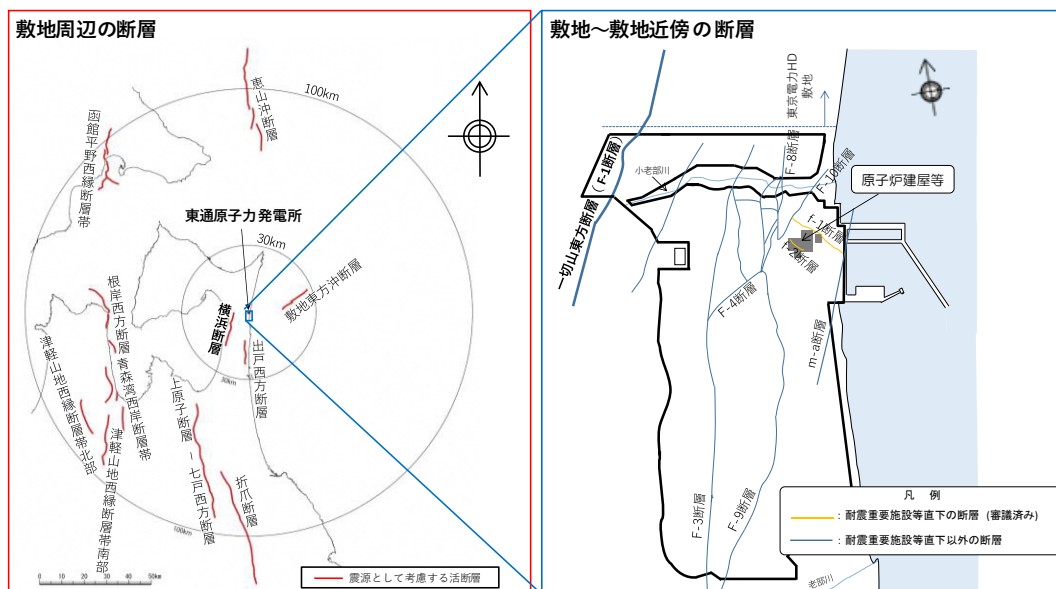 敷地周辺の断層
100km
恵山沖断層
函館平野西縁断層帯
東通原子力発電所
30km
敷地東方沖断層
横浜断層
根岸西方断層
出戸西方断層
30km
津軽山地西縁断層帯北部
青森湾西岸断層帯
上原子断層－七戸西方断層
津軽山地西縁断層帯南部
折爪断層
100km
0 10 20 30 40 50km
震源として考慮する活断層
敷地～敷地近傍の断層
東京電力HD
敷地
一切山東方断層（F-1断層）
小老部川
F-8断層
F-10断層
原子炉建屋等
f-1断層
f-2断層
F-4断層
m-a断層
F-3断層
F-9断層
凡 例
：耐震重要施設等直下の断層 (審議済み)
：耐震重要施設等直下以外の断層
老部川